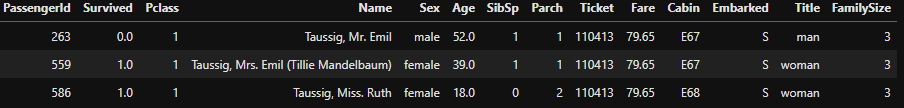 PassengerId Survived Pclass Name Sex Age SibSp Parch Ticket Fare Cabin Embarked Title FamilySize
263 0.0 1 Taussig, Mr. Emil male 52.0 1 1 110413 79.65 E67 S man 3
559 1.0 1 Taussig, Mrs. Emil (Tillie Mandelbaum) female 39.0 1 1 110413 79.65 E67 S woman 3
586 1.0 1 Taussig, Miss. Ruth female 18.0 0 2 110413 79.65 E68 S woman 3